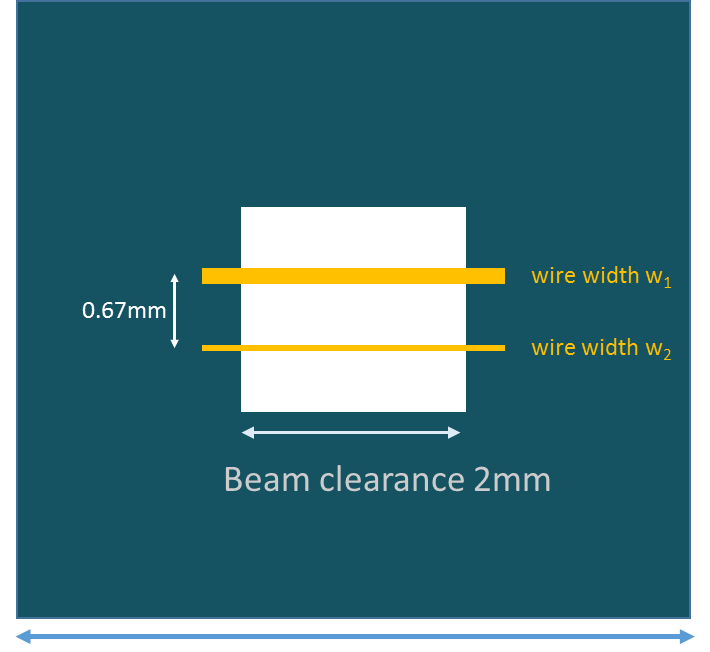 wire width w₁
0.67mm
wire width w₂
Beam clearance 2mm